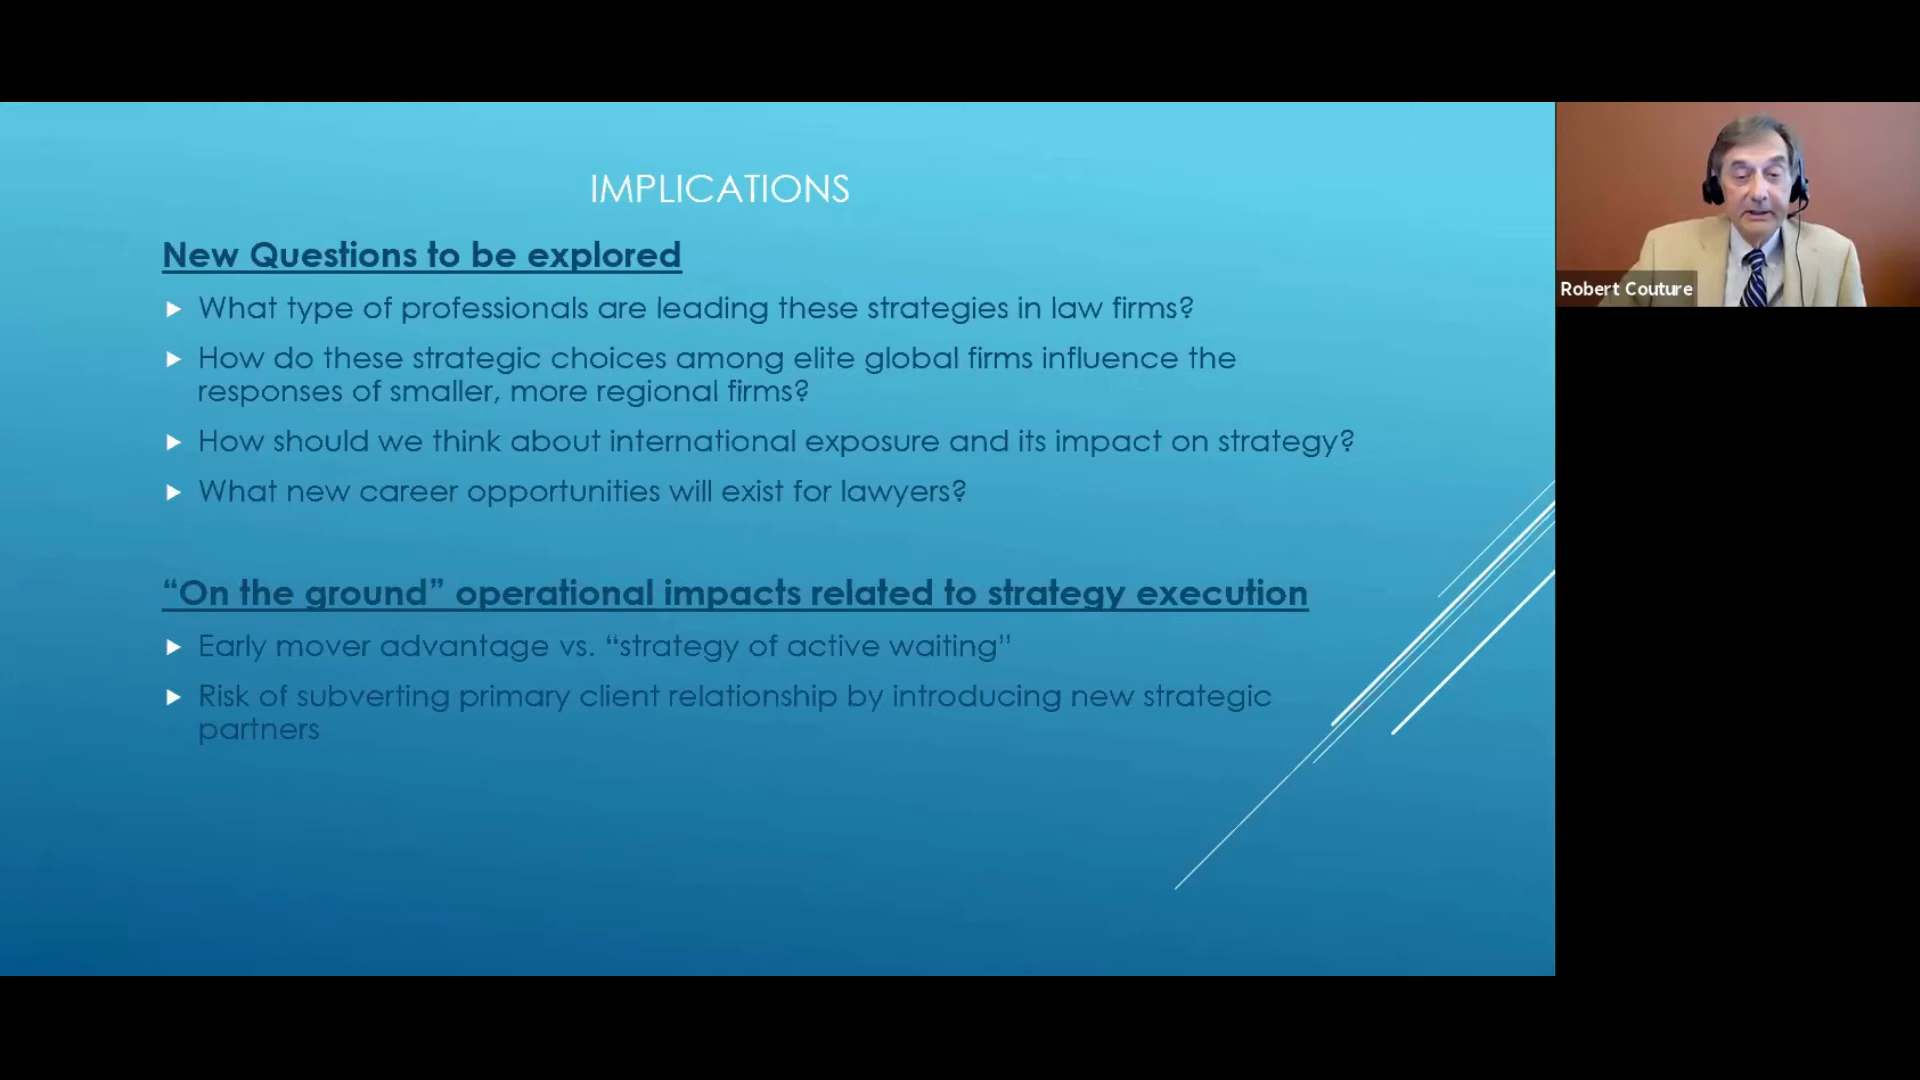 IMPLICATIONS
New Questions to be explored
What type of professionals are leading these strategies in law firms?
How do these strategic choices among elite global firms influence the
responses of smaller, more regional firms?
How should we think about international exposure and its impact on strategy?
What new career opportunities will exist for lawyers?
“On the ground” operational impacts related to strategy execution
Early mover advantage vs. “strategy of active waiting”
Risk of subverting primary client relationship by introducing new strategic
partners
Robert Couture